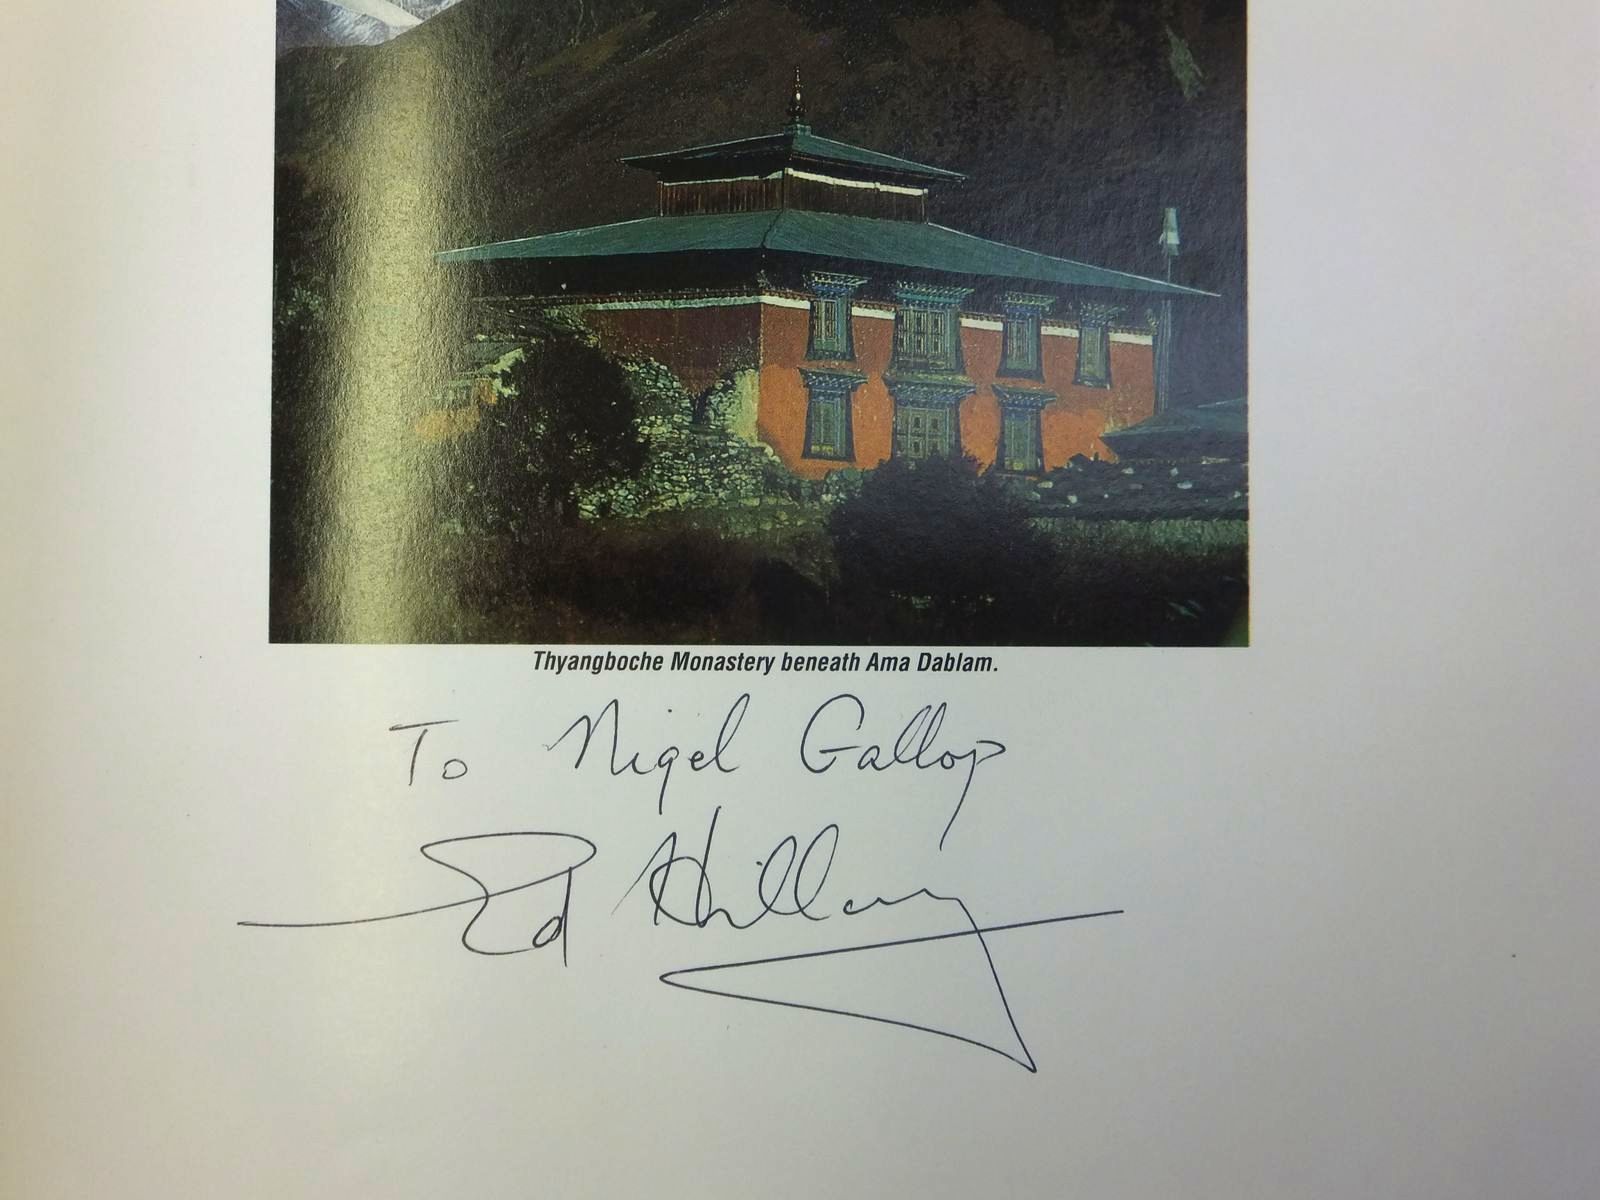 Thyangboche Monastery beneath Ama Dablam.
To Nigel Gallop
Ed Hillary